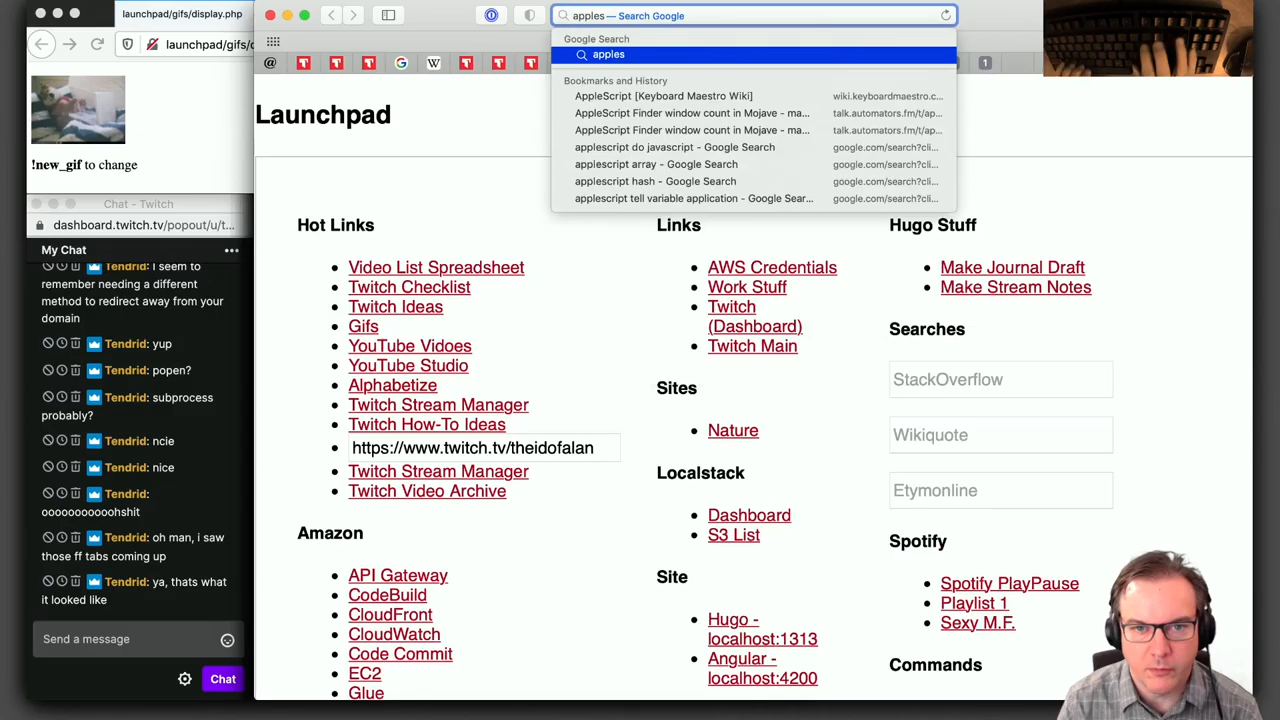 launchpad/gifs/display.php
launchpad/gifs/d
!new_gif to change
Chat - Twitch
dashboard.twitch.tv/popout/u/t...
My Chat
Tendrid: I seem to
remember needing a different
method to redirect away from your
domain
Tendrid: yup
Tendrid: popen?
Tendrid: subprocess
probably?
Tendrid: ncie
Tendrid: nice
Tendrid:
ooooooooooohshit
Tendrid: oh man, i saw
those ff tabs coming up
Tendrid: ya, thats what
it looked like
Send a message
Chat
apples — Search Google
Google Search
apples
Bookmarks and History
AppleScript [Keyboard Maestro Wiki] wiki.keyboardmaestro.c...
AppleScript Finder window count in Mojave - ma... talk.automators.fm/t/ap...
AppleScript Finder window count in Mojave - ma... talk.automators.fm/t/ap...
applescript do javascript - Google Search google.com/search?cli...
applescript array - Google Search google.com/search?cli...
applescript hash - Google Search google.com/search?cli...
applescript tell variable application - Google Sear... google.com/search?cli...
@
G
W
1
Launchpad
Hot Links
Video List Spreadsheet
Twitch Checklist
Twitch Ideas
Gifs
YouTube Vidoes
YouTube Studio
Alphabetize
Twitch Stream Manager
Twitch How-To Ideas
https://www.twitch.tv/theidofalan
Twitch Stream Manager
Twitch Video Archive
Amazon
API Gateway
CodeBuild
CloudFront
CloudWatch
Code Commit
EC2
Glue
Links
AWS Credentials
Work Stuff
Twitch
(Dashboard)
Twitch Main
Sites
Nature
Localstack
Dashboard
S3 List
Site
Hugo -
localhost:1313
Angular -
localhost:4200
Hugo Stuff
Make Journal Draft
Make Stream Notes
Searches
StackOverflow
Wikiquote
Etymonline
Spotify
Spotify PlayPause
Playlist 1
Sexy M.F.
Commands